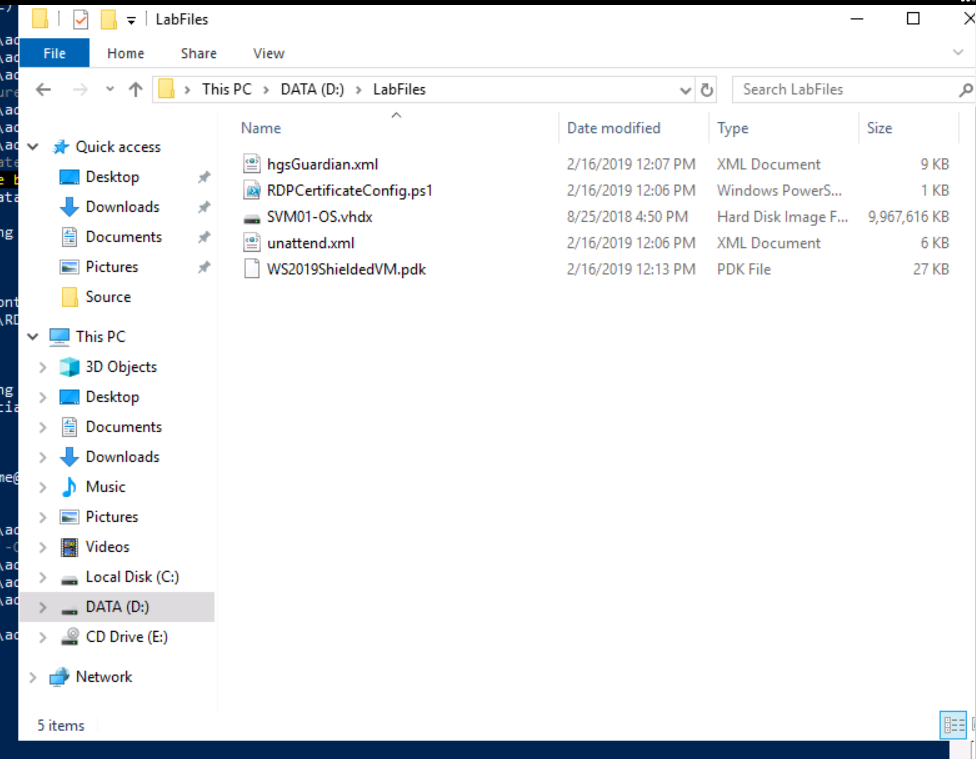 LabFiles
File Home Share View
This PC DATA (D:) LabFiles Search LabFiles
Name Date modified Type Size
hgsGuardian.xml 2/16/2019 12:07 PM XML Document 9 KB
RDPCertificateConfig.ps1 2/16/2019 12:06 PM Windows PowerS... 1 KB
SVM01-OS.vhdx 8/25/2018 4:50 PM Hard Disk Image F... 9,967,616 KB
unattend.xml 2/16/2019 12:06 PM XML Document 6 KB
WS2019ShieldedVM.pdk 2/16/2019 12:13 PM PDK File 27 KB
Quick access
Desktop
Downloads
Documents
Pictures
Source
This PC
3D Objects
Desktop
Documents
Downloads
Music
Pictures
Videos
Local Disk (C:)
DATA (D:)
CD Drive (E:)
Network
5 items